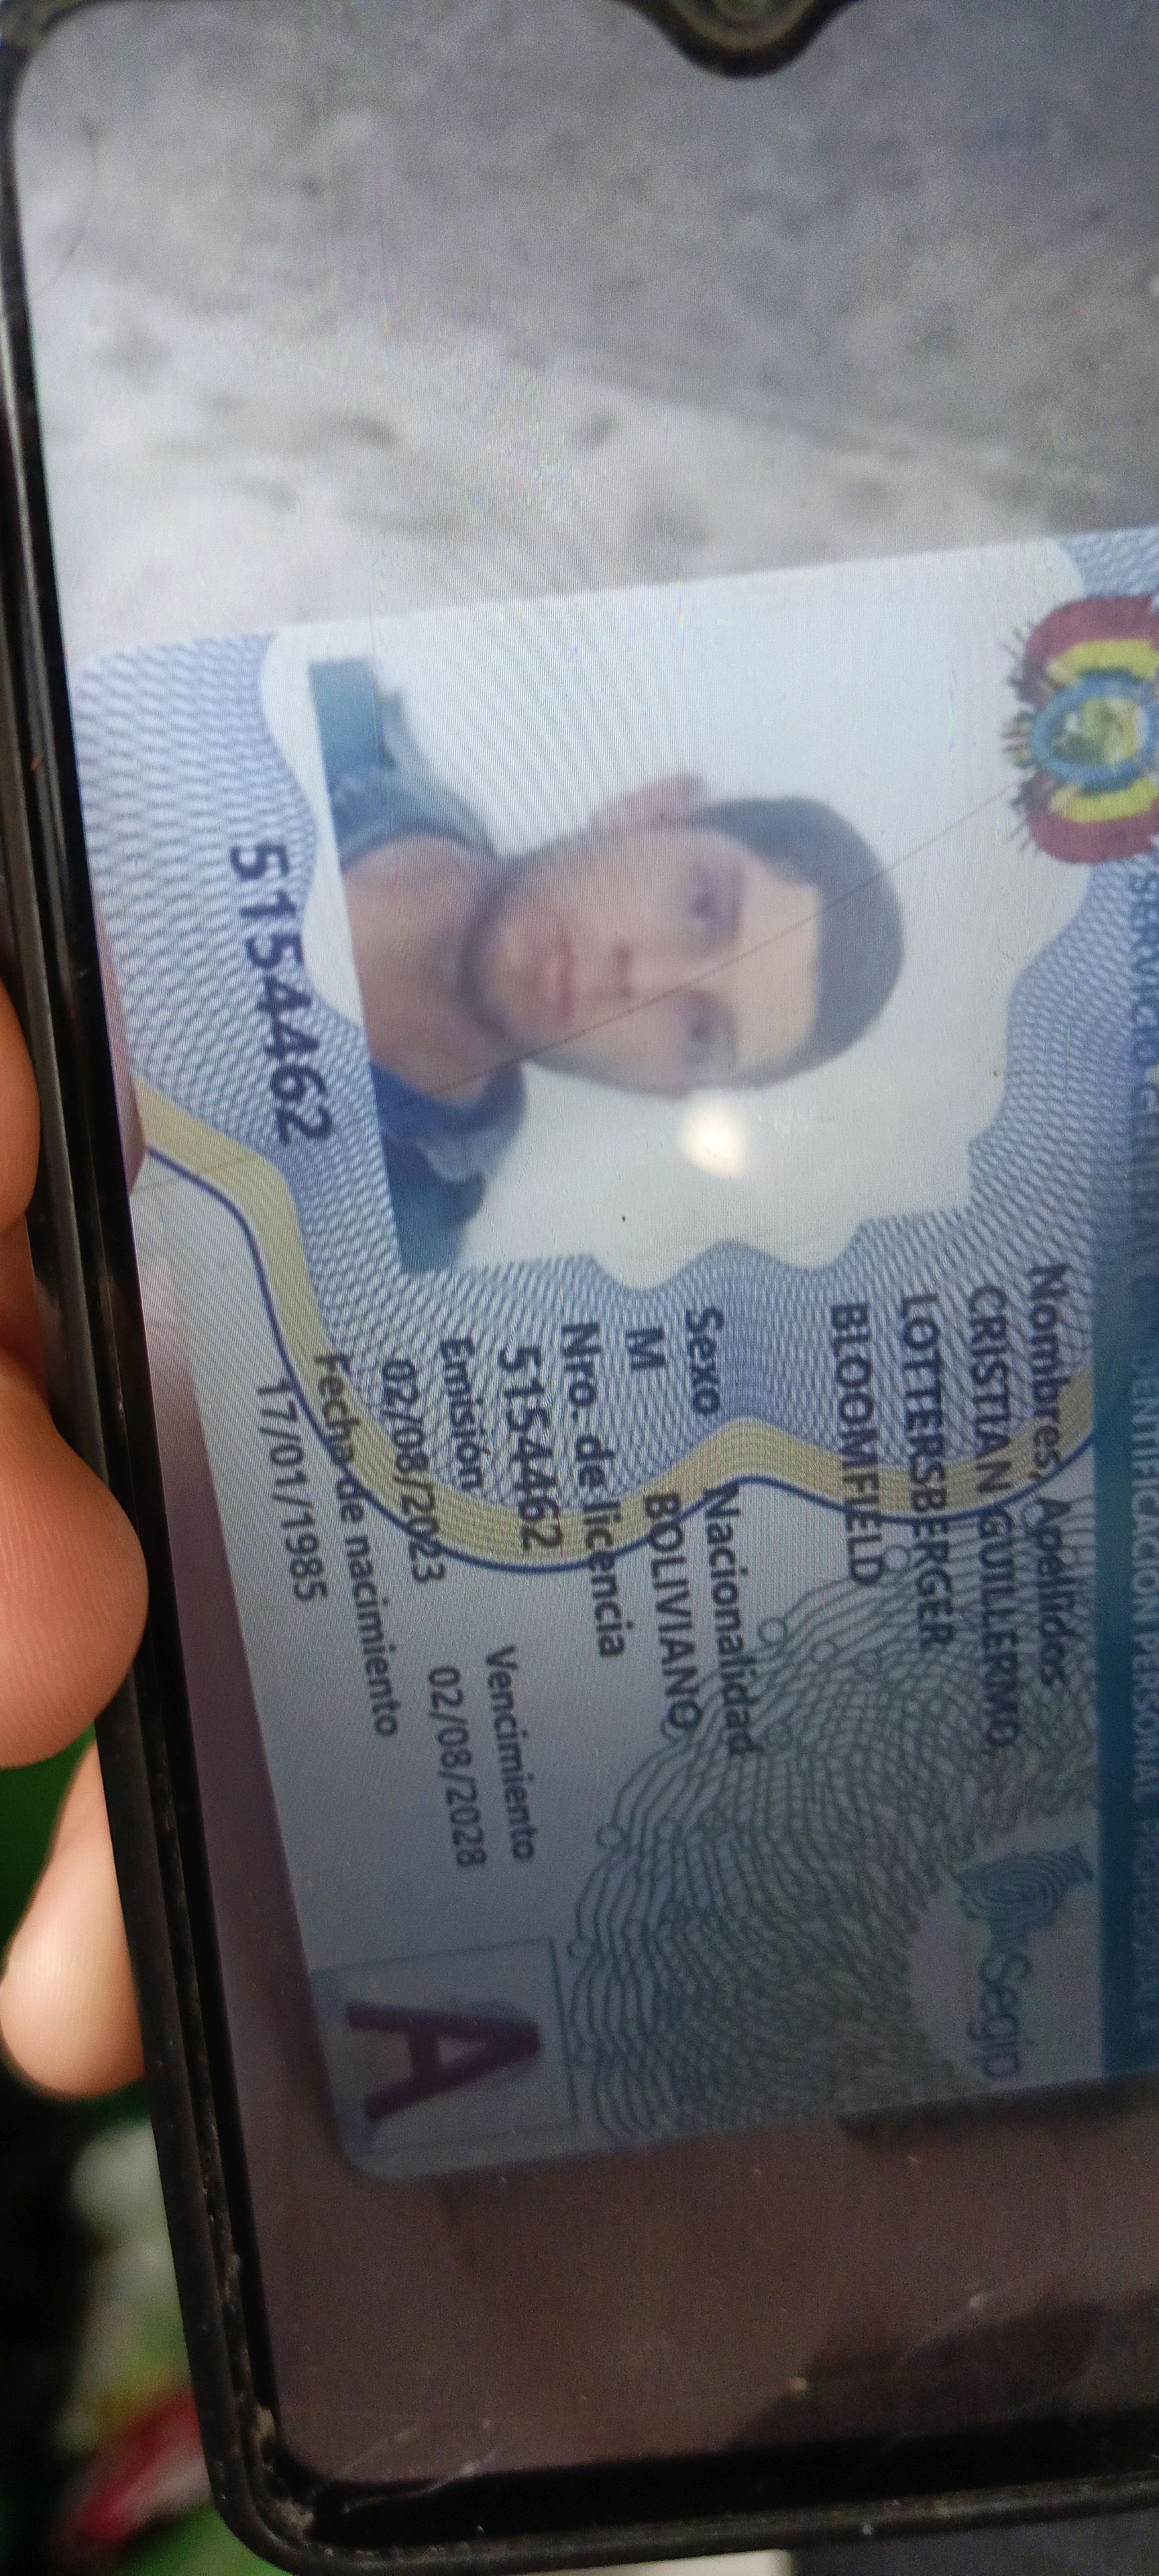 SERVICIO GENERAL DE IDENTIFICACIÓN PERSONAL
Nombres, Apellidos
CRISTIAN GUILLERMO,
LOTTERSBERGER
BLOOMFIELD
Sexo Nacionalidad
M BOLIVIANO
Nro. de licencia
5154462
Emisión Vencimiento
02/08/2023 02/08/2028
Fecha de nacimiento
17/01/1985
5154462
Segip
A